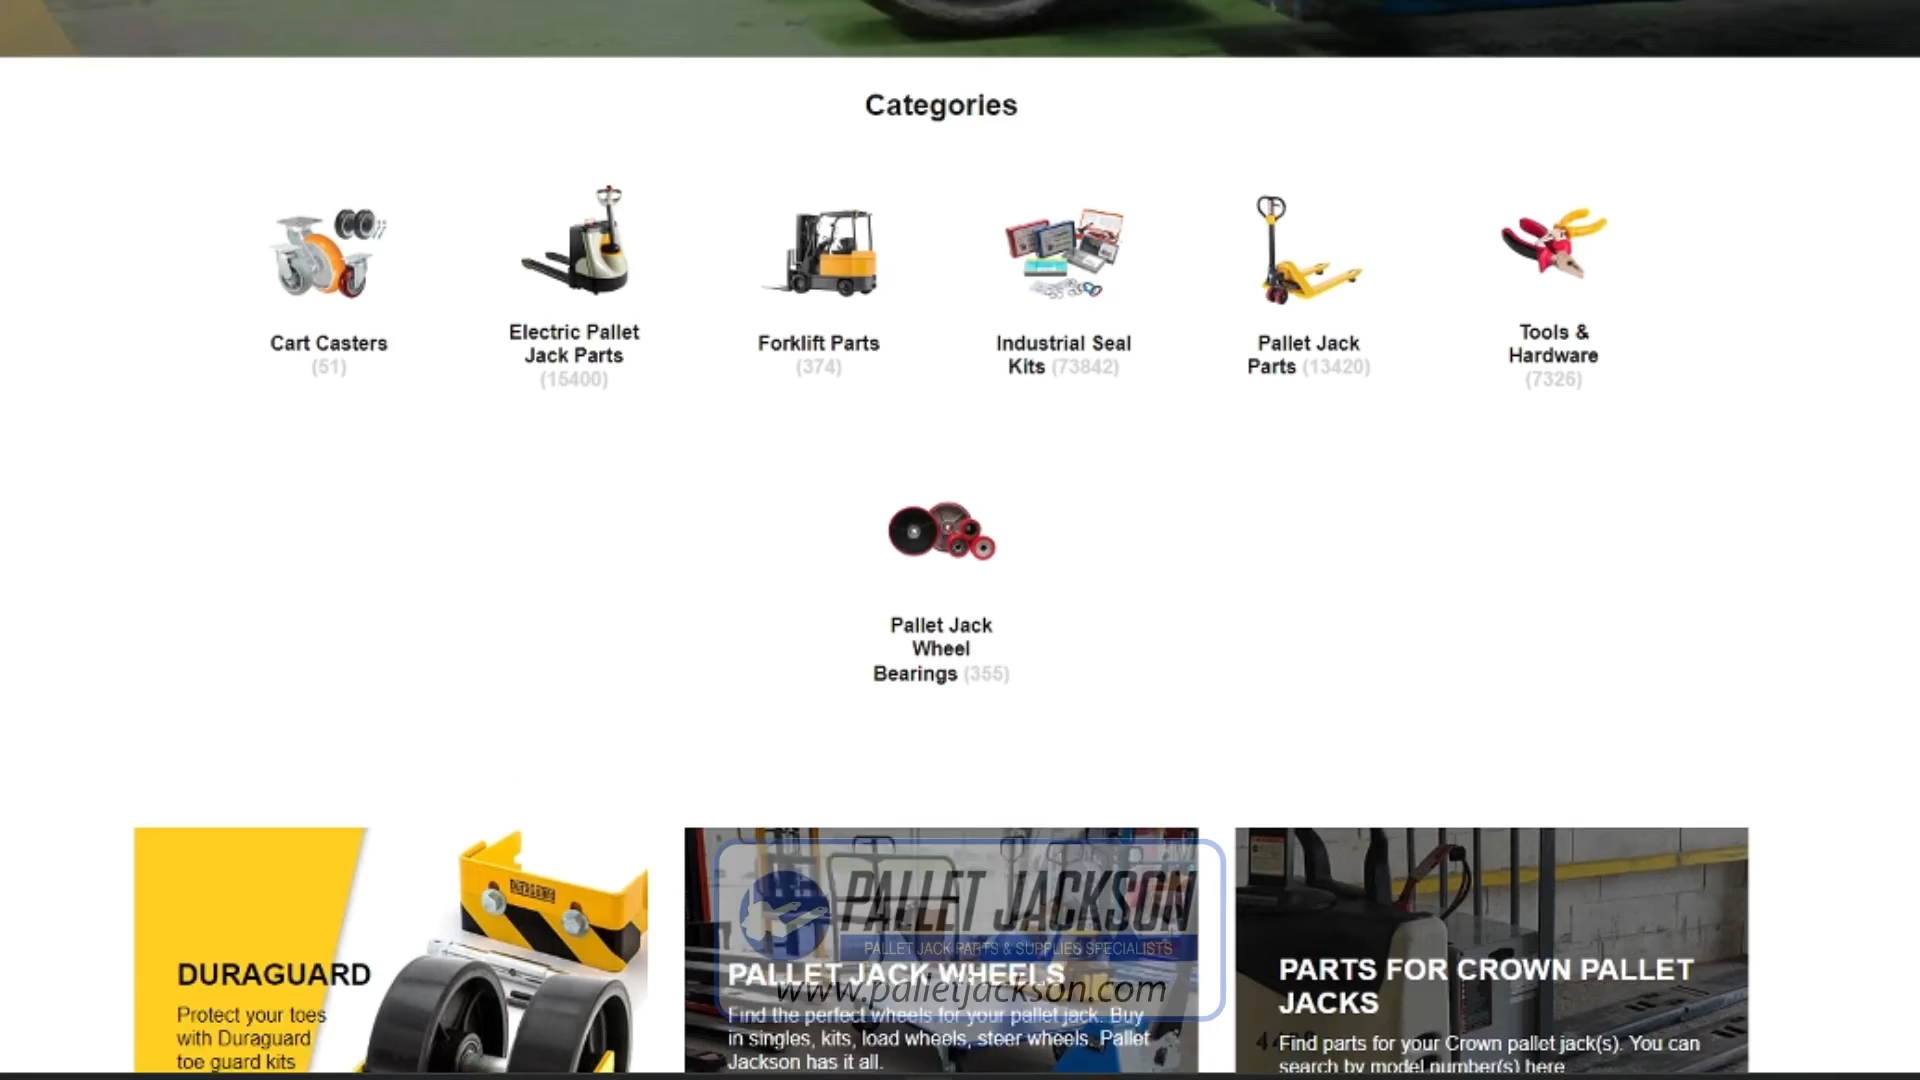 Categories
Cart Casters
(51)
Electric Pallet
Jack Parts
(15400)
Forklift Parts
(374)
Industrial Seal
Kits (73842)
Pallet Jack
Parts (13420)
Tools &
Hardware
(7326)
Pallet Jack
Wheel
Bearings (355)
DURAGUARD
DURAGUARD
Protect your toes
with Duraguard
toe guard kits
PALLET JACKSON
PALLET JACK PARTS & SUPPLIES SPECIALISTS
PALLET JACK WHEELS
www.palletjackson.com
Find the perfect wheels for your pallet jack. Buy
in singles, kits, load wheels, steer wheels. Pallet
Jackson has it all.
PARTS FOR CROWN PALLET
JACKS
Find parts for your Crown pallet jack(s). You can
search by model number(s) here